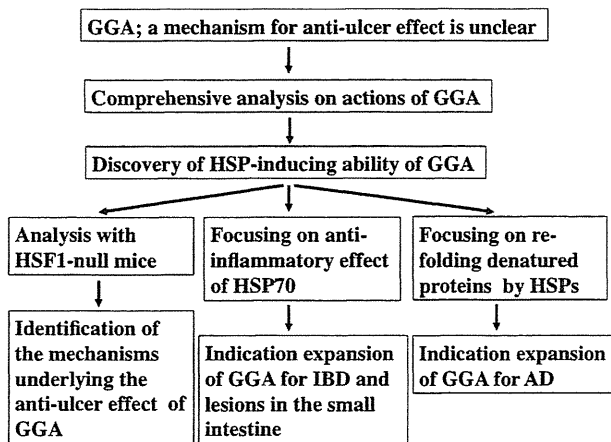 GGA; a mechanism for anti-ulcer effect is unclear
Comprehensive analysis on actions of GGA
Discovery of HSP-inducing ability of GGA
Analysis with
HSF1-null mice
Focusing on anti-
inflammatory effect
of HSP70
Focusing on re-
folding denatured
proteins by HSPs
Identification of
the mechanisms
underlying the
anti-ulcer effect of
GGA
Indication expansion
of GGA for IBD and
lesions in the small
intestine
Indication expansion
of GGA for AD